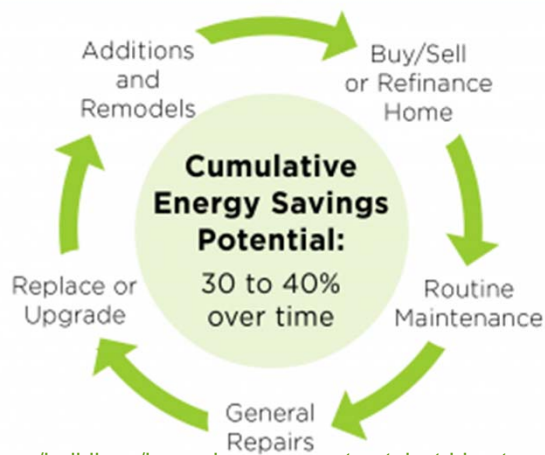 Additions
and
Remodels
Buy/Sell
or Refinance
Home
Cumulative
Energy Savings
Potential:
30 to 40%
over time
Replace or
Upgrade
Routine
Maintenance
General
Repairs